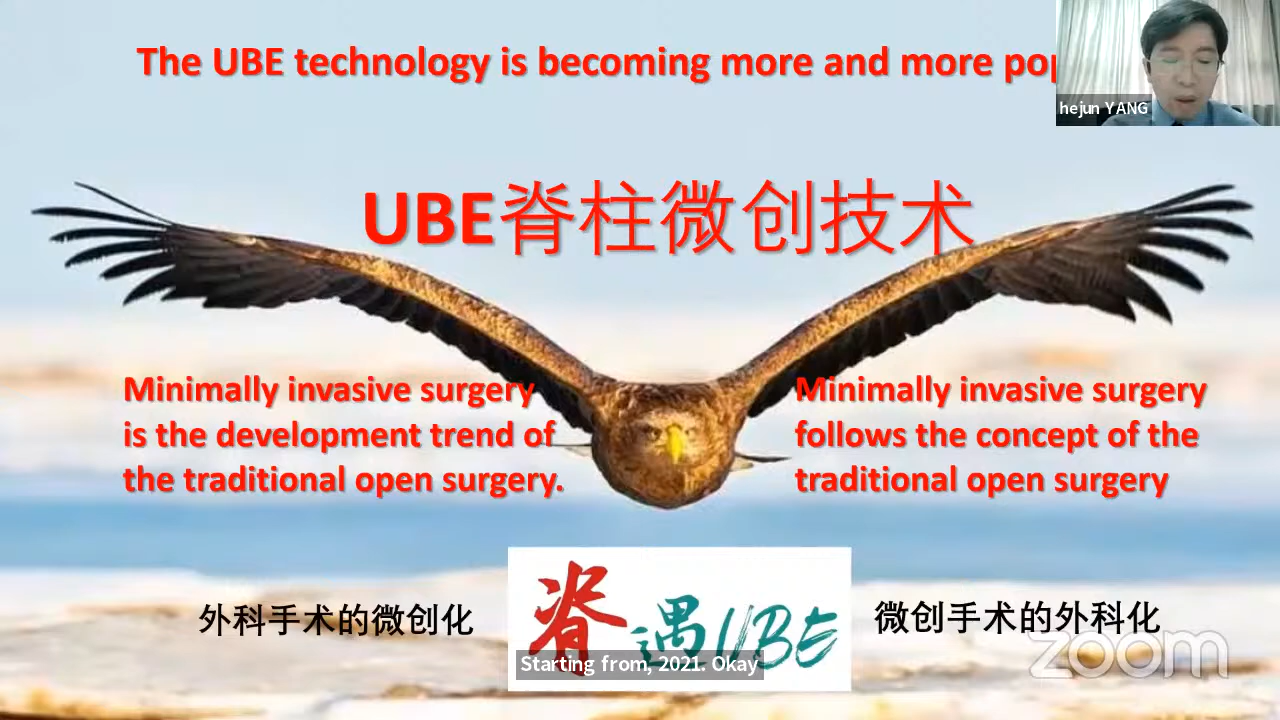 The UBE technology is becoming more and more
hejun YANG
UBE脊柱微创技术
Minimally invasive surgery
is the development trend of
the traditional open surgery.
Minimally invasive surgery
follows the concept of the
traditional open surgery
外科手术的微创化
脊遇UBE
微创手术的外科化
Starting from, 2021. Okay
zoom